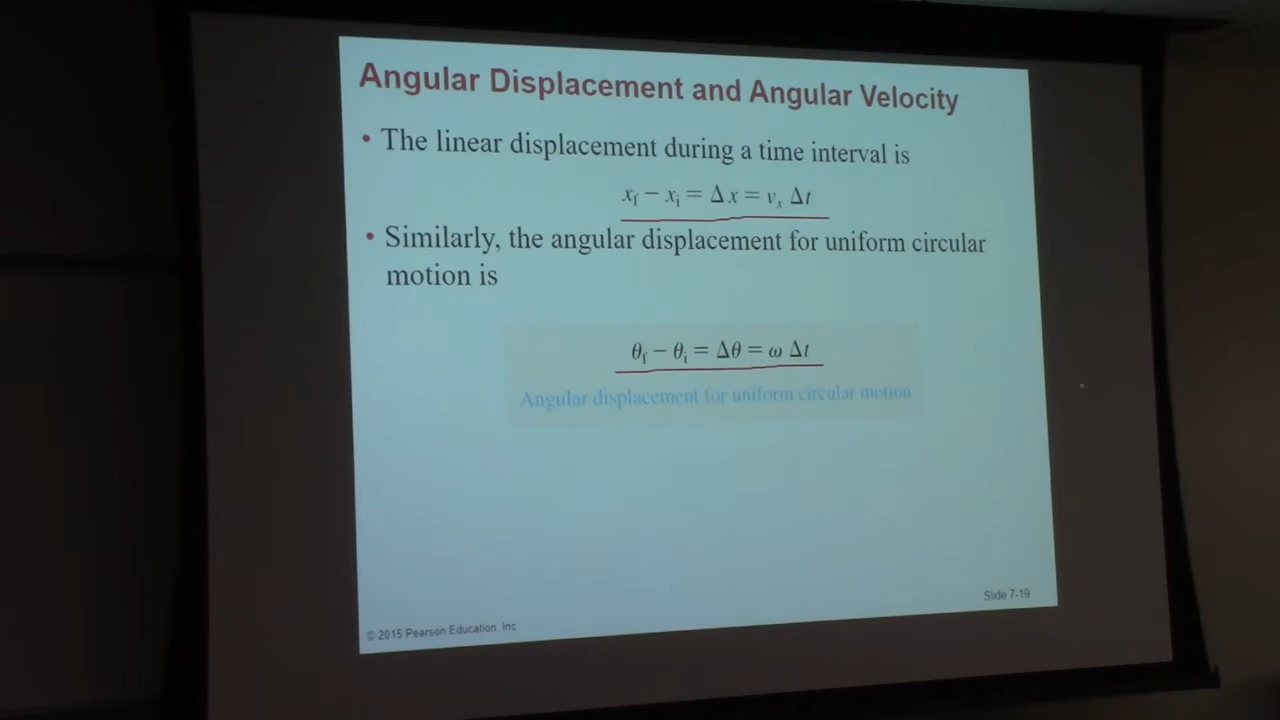 Angular Displacement and Angular Velocity
• The linear displacement during a time interval is
x_f − x_i = Δx = v_x Δt
• Similarly, the angular displacement for uniform circular
motion is
θ_f − θ_i = Δθ = ω Δt
Angular displacement for uniform circular motion
Slide 7-19
© 2015 Pearson Education, Inc